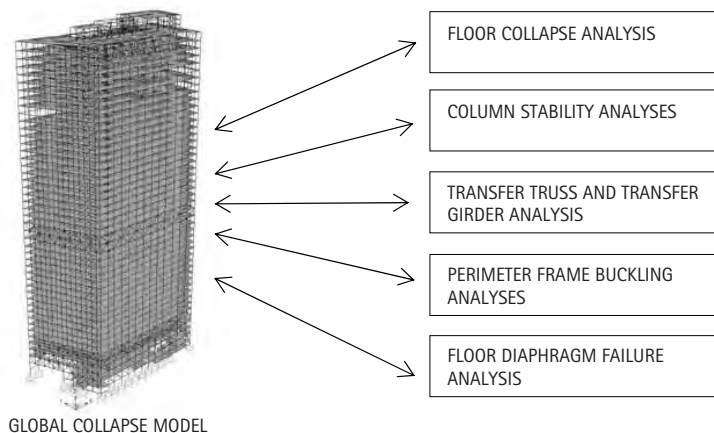 FLOOR COLLAPSE ANALYSIS
COLUMN STABILITY ANALYSES
TRANSFER TRUSS AND TRANSFER
GIRDER ANALYSIS
PERIMETER FRAME BUCKLING
ANALYSES
FLOOR DIAPHRAGM FAILURE
ANALYSIS
GLOBAL COLLAPSE MODEL